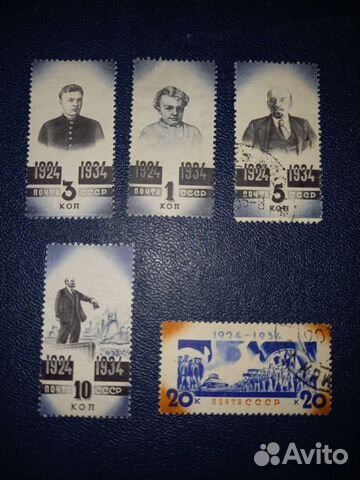 1924 1934
3
ПОЧТА СССР
КОП
1924 1934
1
ПОЧТА СССР
КОП
1924 1934
5
ПОЧТА СССР
КОП
1924 1934
10
ПОЧТА СССР
КОП
1924-1934
20 К ПОЧТА СССР К 20
Avito